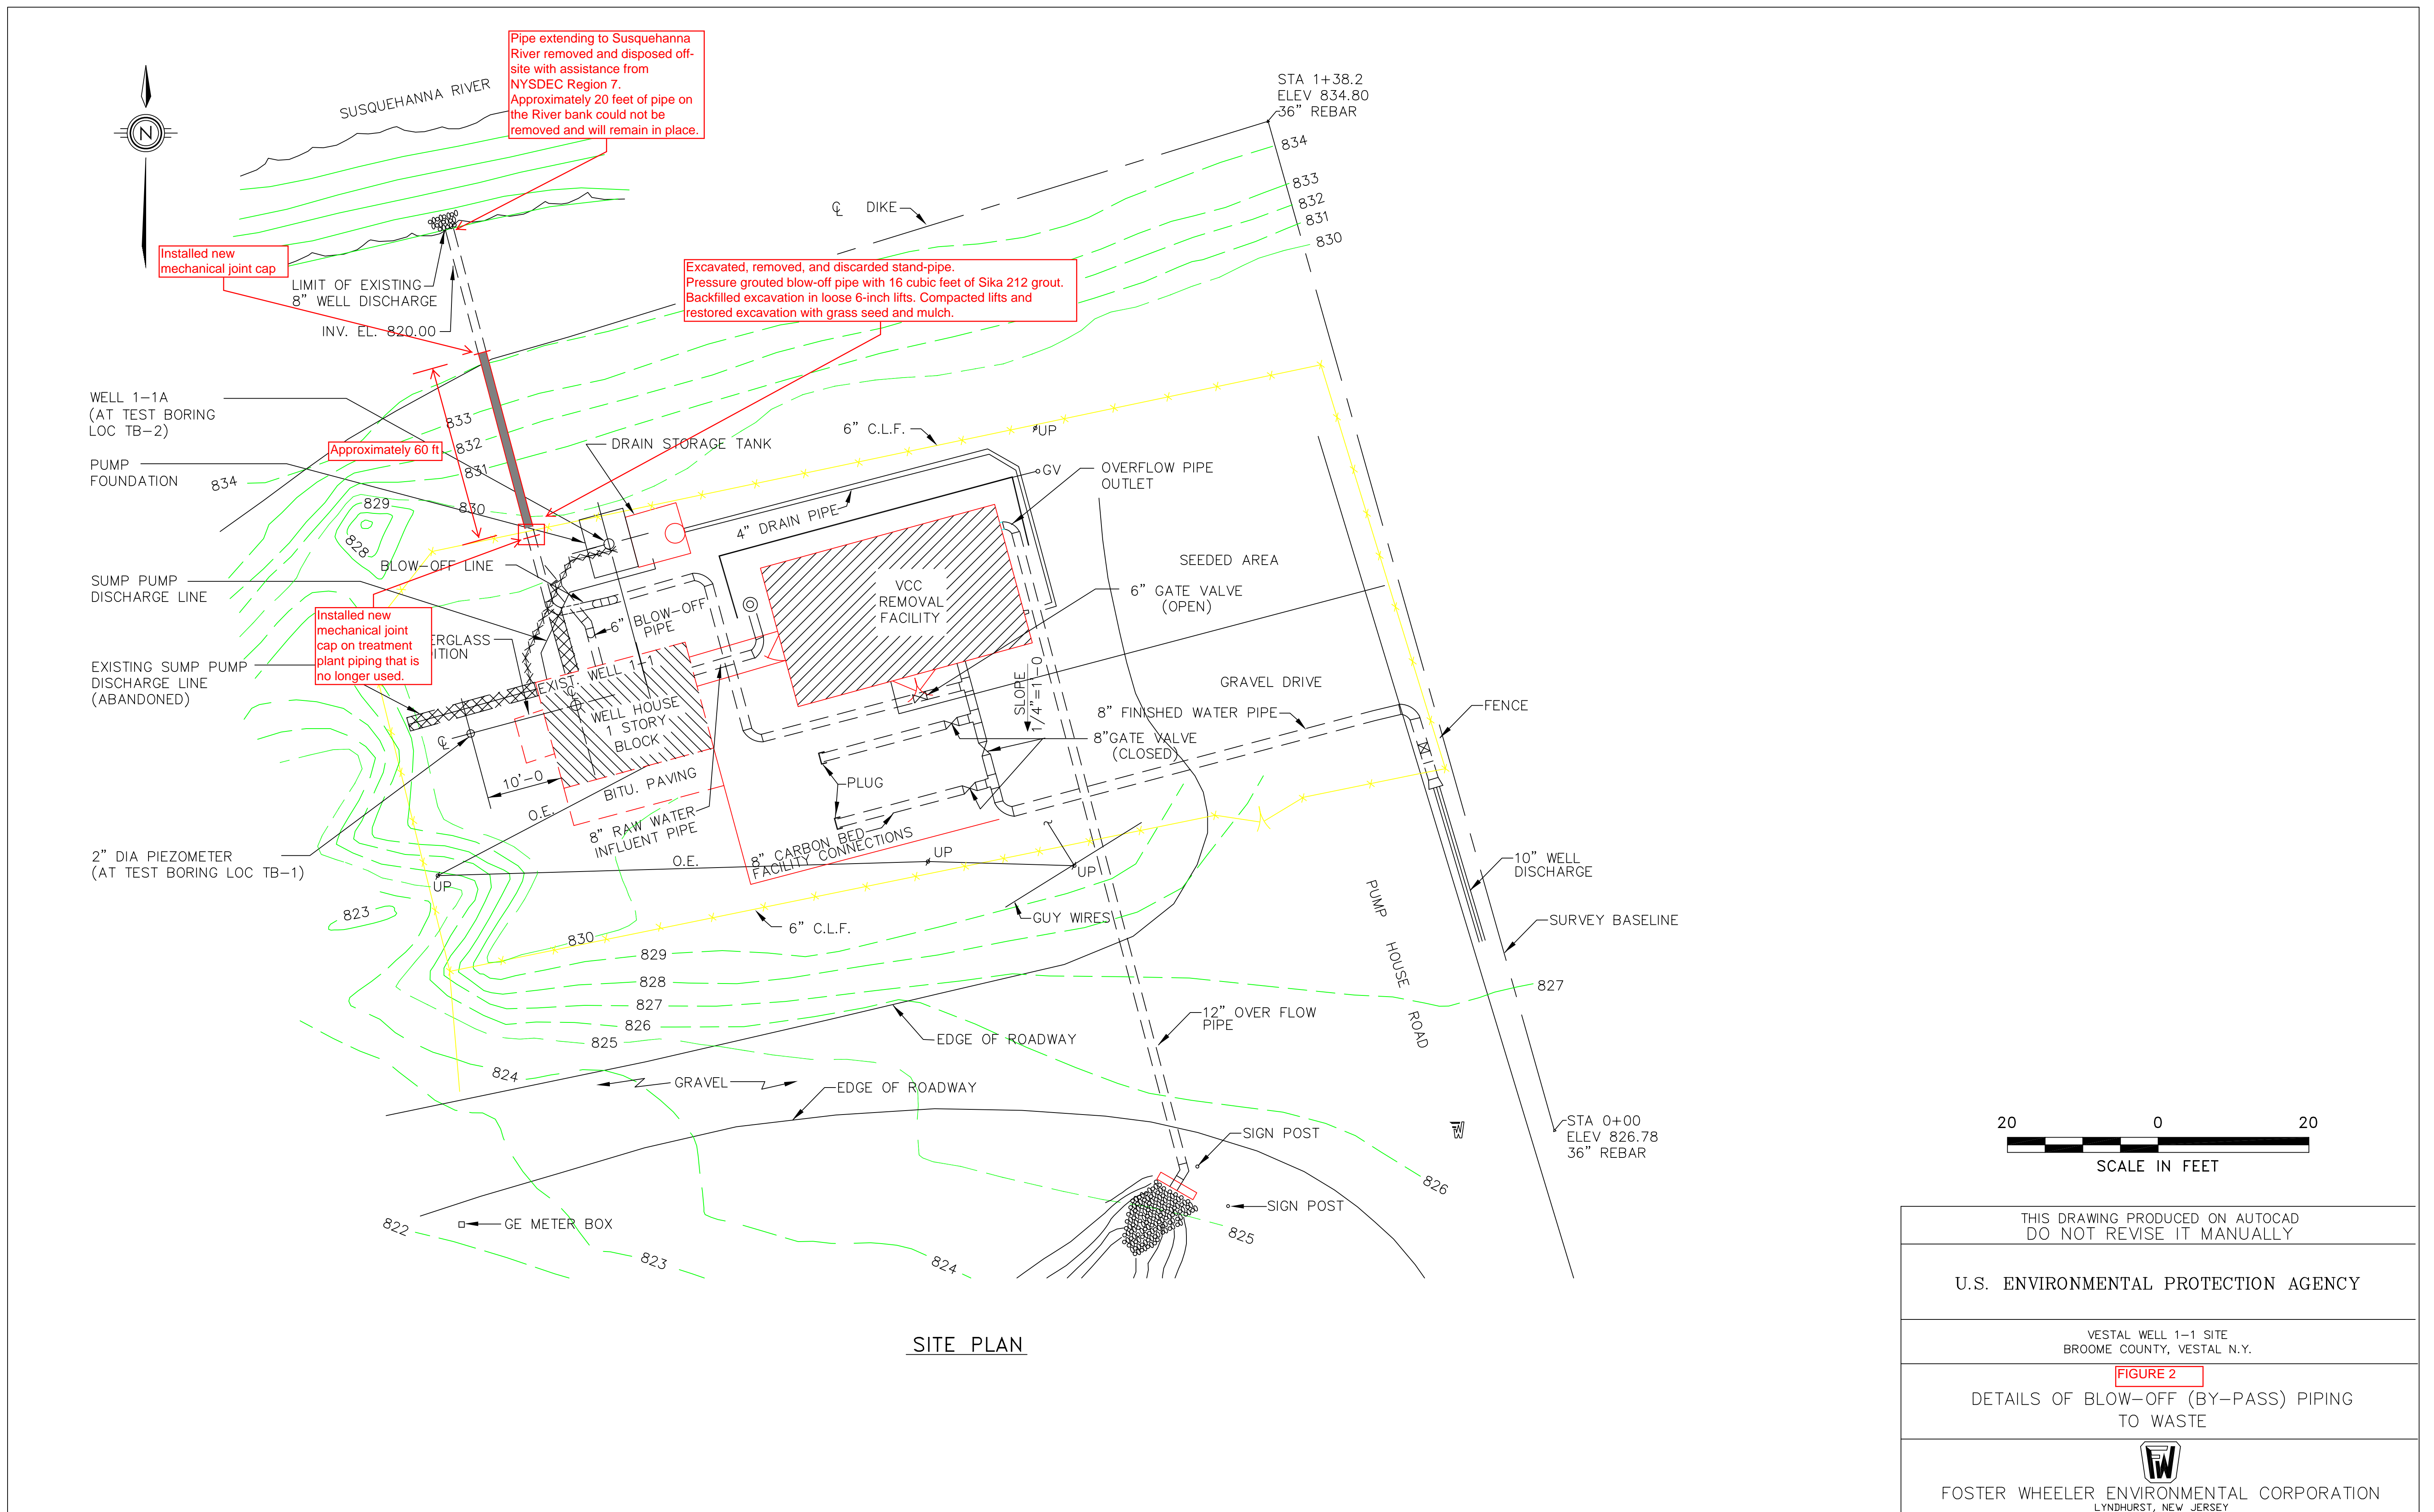 Pipe extending to Susquehanna
River removed and disposed off-
site with assistance from
NYSDEC Region 7.
Approximately 20 feet of pipe on
the River bank could not be
removed and will remain in place.
SUSQUEHANNA RIVER
N
STA 1+38.2
ELEV 834.80
36" REBAR
834
833
832
831
830
℄ DIKE
Installed new
mechanical joint cap
LIMIT OF EXISTING
8" WELL DISCHARGE
INV. EL. 820.00
Excavated, removed, and discarded stand-pipe.
Pressure grouted blow-off pipe with 16 cubic feet of Sika 212 grout.
Backfilled excavation in loose 6-inch lifts. Compacted lifts and
restored excavation with grass seed and mulch.
WELL 1-1A
(AT TEST BORING
LOC TB-2)
PUMP
FOUNDATION
834
833
832
831
830
829
828
Approximately 60 ft
DRAIN STORAGE TANK
6" C.L.F.
UP
GV
OVERFLOW PIPE
OUTLET
4" DRAIN PIPE
SEEDED AREA
BLOW-OFF LINE
SUMP PUMP
DISCHARGE LINE
6" BLOW-OFF
PIPE
VCC
REMOVAL
FACILITY
6" GATE VALVE
(OPEN)
Installed new
mechanical joint
cap on treatment
plant piping that is
no longer used.
ERGLASS
ITION
EXISTING SUMP PUMP
DISCHARGE LINE
(ABANDONED)
EXIST. WELL 1-1
℄
WELL HOUSE
1 STORY
BLOCK
SLOPE
1/4"=1'-0
GRAVEL DRIVE
8" FINISHED WATER PIPE
FENCE
8"GATE VALVE
(CLOSED)
℄
10'-0
BITU. PAVING
PLUG
O.E.
8" RAW WATER
INFLUENT PIPE
8" CARBON BED
FACILITY CONNECTIONS
2" DIA PIEZOMETER
(AT TEST BORING LOC TB-1)
O.E.
UP
UP
UP
10" WELL
DISCHARGE
PUMP HOUSE ROAD
GUY WIRES
SURVEY BASELINE
823
6" C.L.F.
830
829
828
827
826
825
824
827
12" OVER FLOW
PIPE
EDGE OF ROADWAY
GRAVEL
EDGE OF ROADWAY
SIGN POST
SIGN POST
STA 0+00
ELEV 826.78
36" REBAR
826
825
GE METER BOX
822
823
824
SITE PLAN
20 0 20
SCALE IN FEET
THIS DRAWING PRODUCED ON AUTOCAD
DO NOT REVISE IT MANUALLY
U.S. ENVIRONMENTAL PROTECTION AGENCY
VESTAL WELL 1-1 SITE
BROOME COUNTY, VESTAL N.Y.
FIGURE 2
DETAILS OF BLOW-OFF (BY-PASS) PIPING
TO WASTE
FW
FOSTER WHEELER ENVIRONMENTAL CORPORATION
LYNDHURST, NEW JERSEY